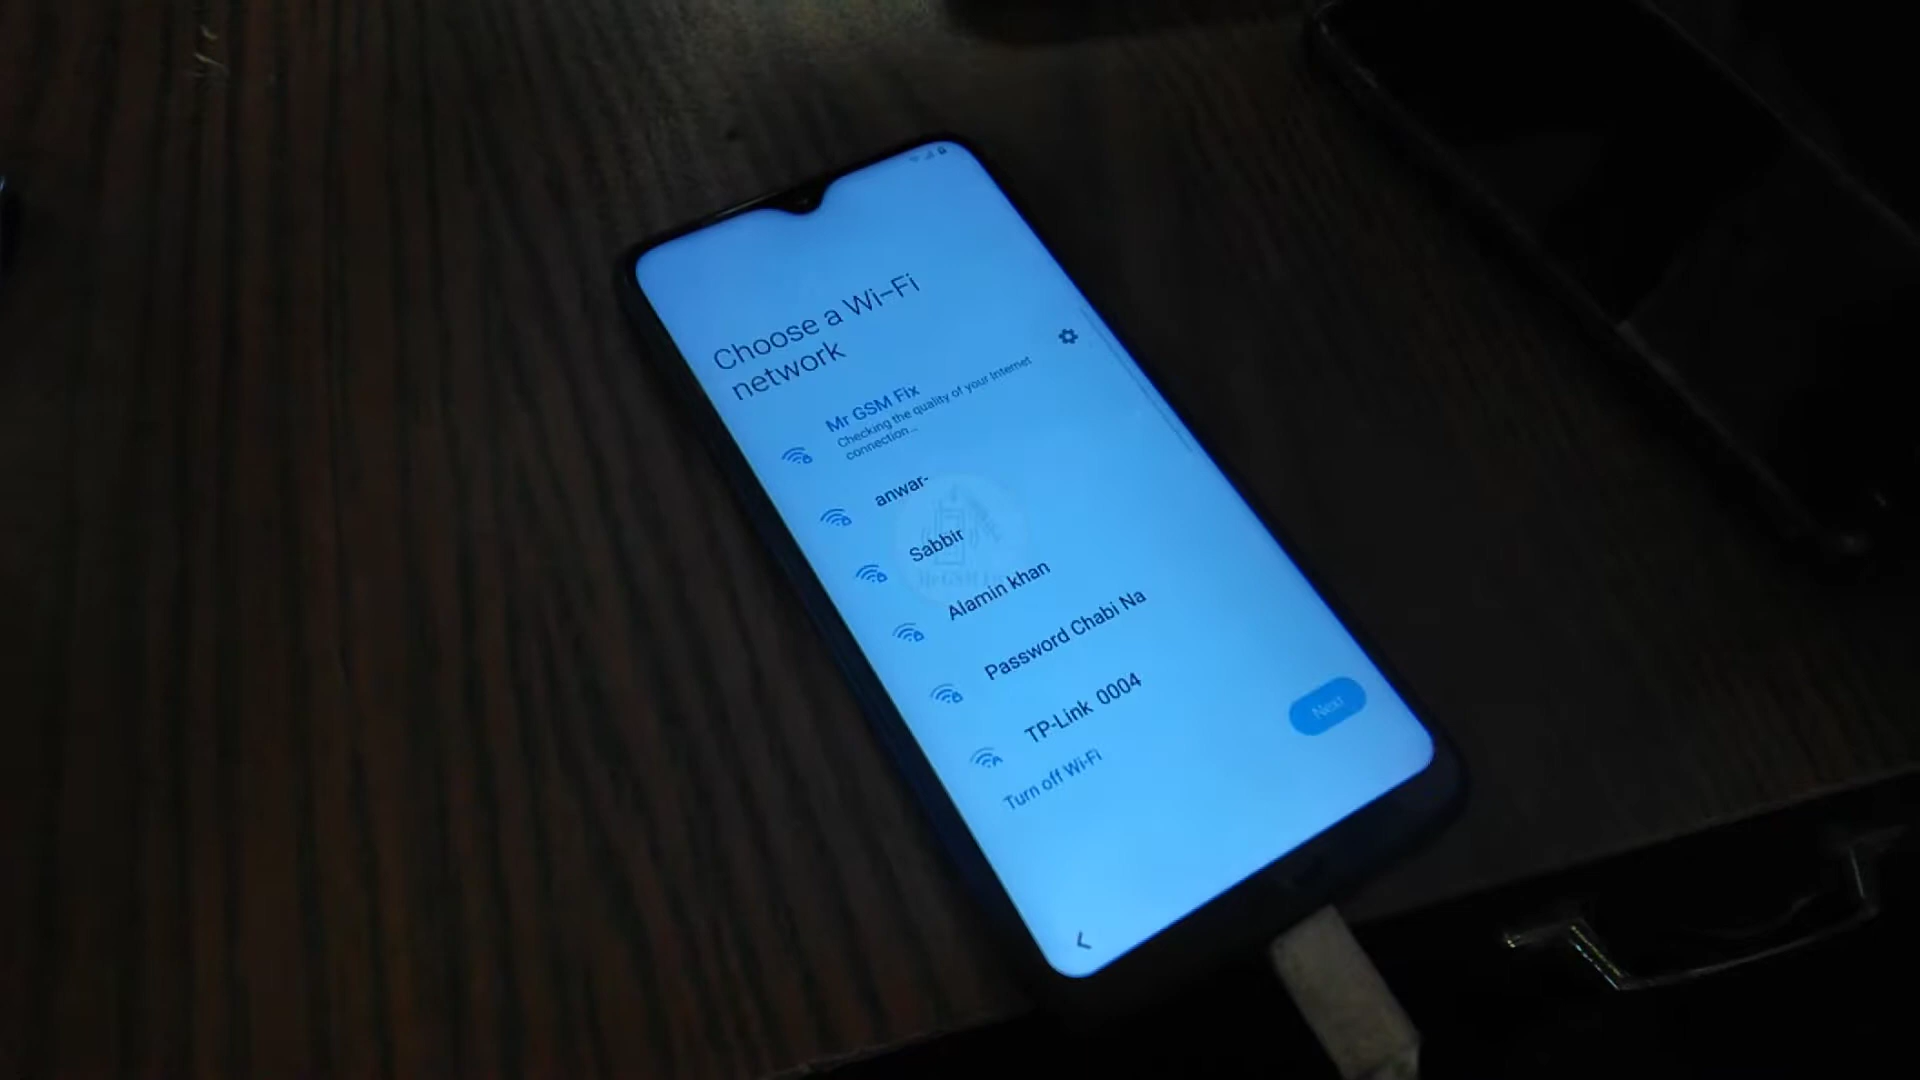 Choose a Wi-Fi
network
Mr GSM Fix
Checking the quality of your Internet
connection...
anwar-
Sabbir
Alamin khan
Password Chabi Na
TP-Link_0004
Turn off Wi-Fi
Next